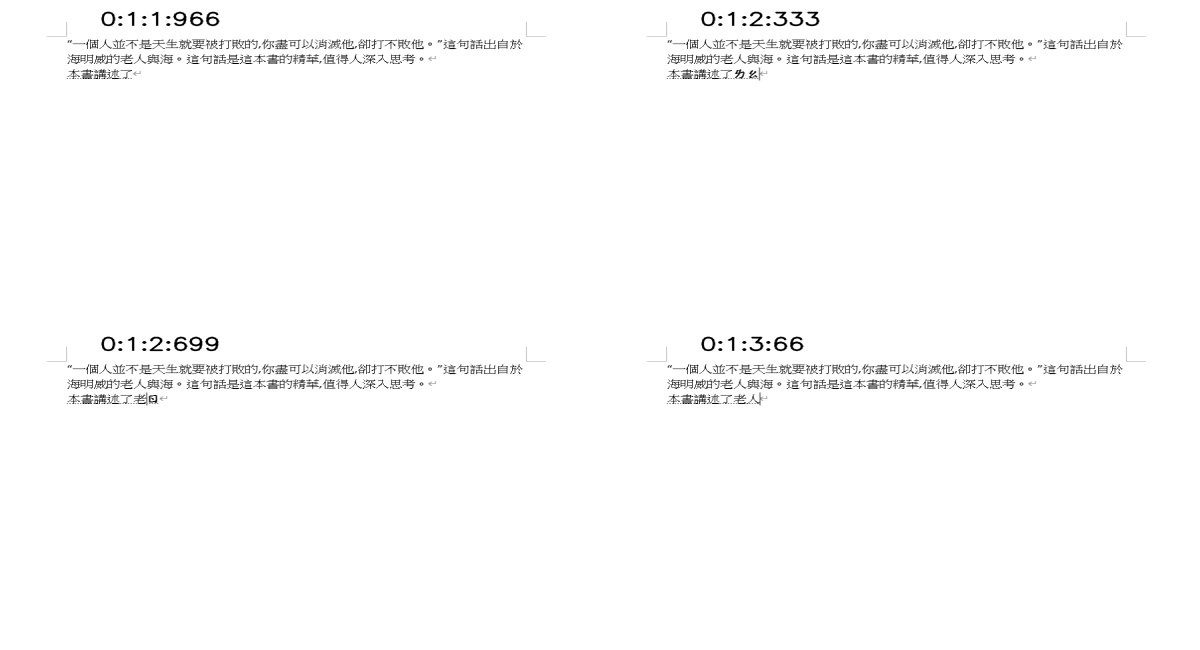 0:1:1:966
“一個人並不是天生就要被打敗的,你盡可以消滅他,卻打不敗他。”這句話出自於
海明威的老人與海。這句話是這本書的精華,值得人深入思考。
本書講述了
0:1:2:333
“一個人並不是天生就要被打敗的,你盡可以消滅他,卻打不敗他。”這句話出自於
海明威的老人與海。這句話是這本書的精華,值得人深入思考。
本書講述了ㄌㄠ
0:1:2:699
“一個人並不是天生就要被打敗的,你盡可以消滅他,卻打不敗他。”這句話出自於
海明威的老人與海。這句話是這本書的精華,值得人深入思考。
本書講述了老ㄖ
0:1:3:66
“一個人並不是天生就要被打敗的,你盡可以消滅他,卻打不敗他。”這句話出自於
海明威的老人與海。這句話是這本書的精華,值得人深入思考。
本書講述了老人